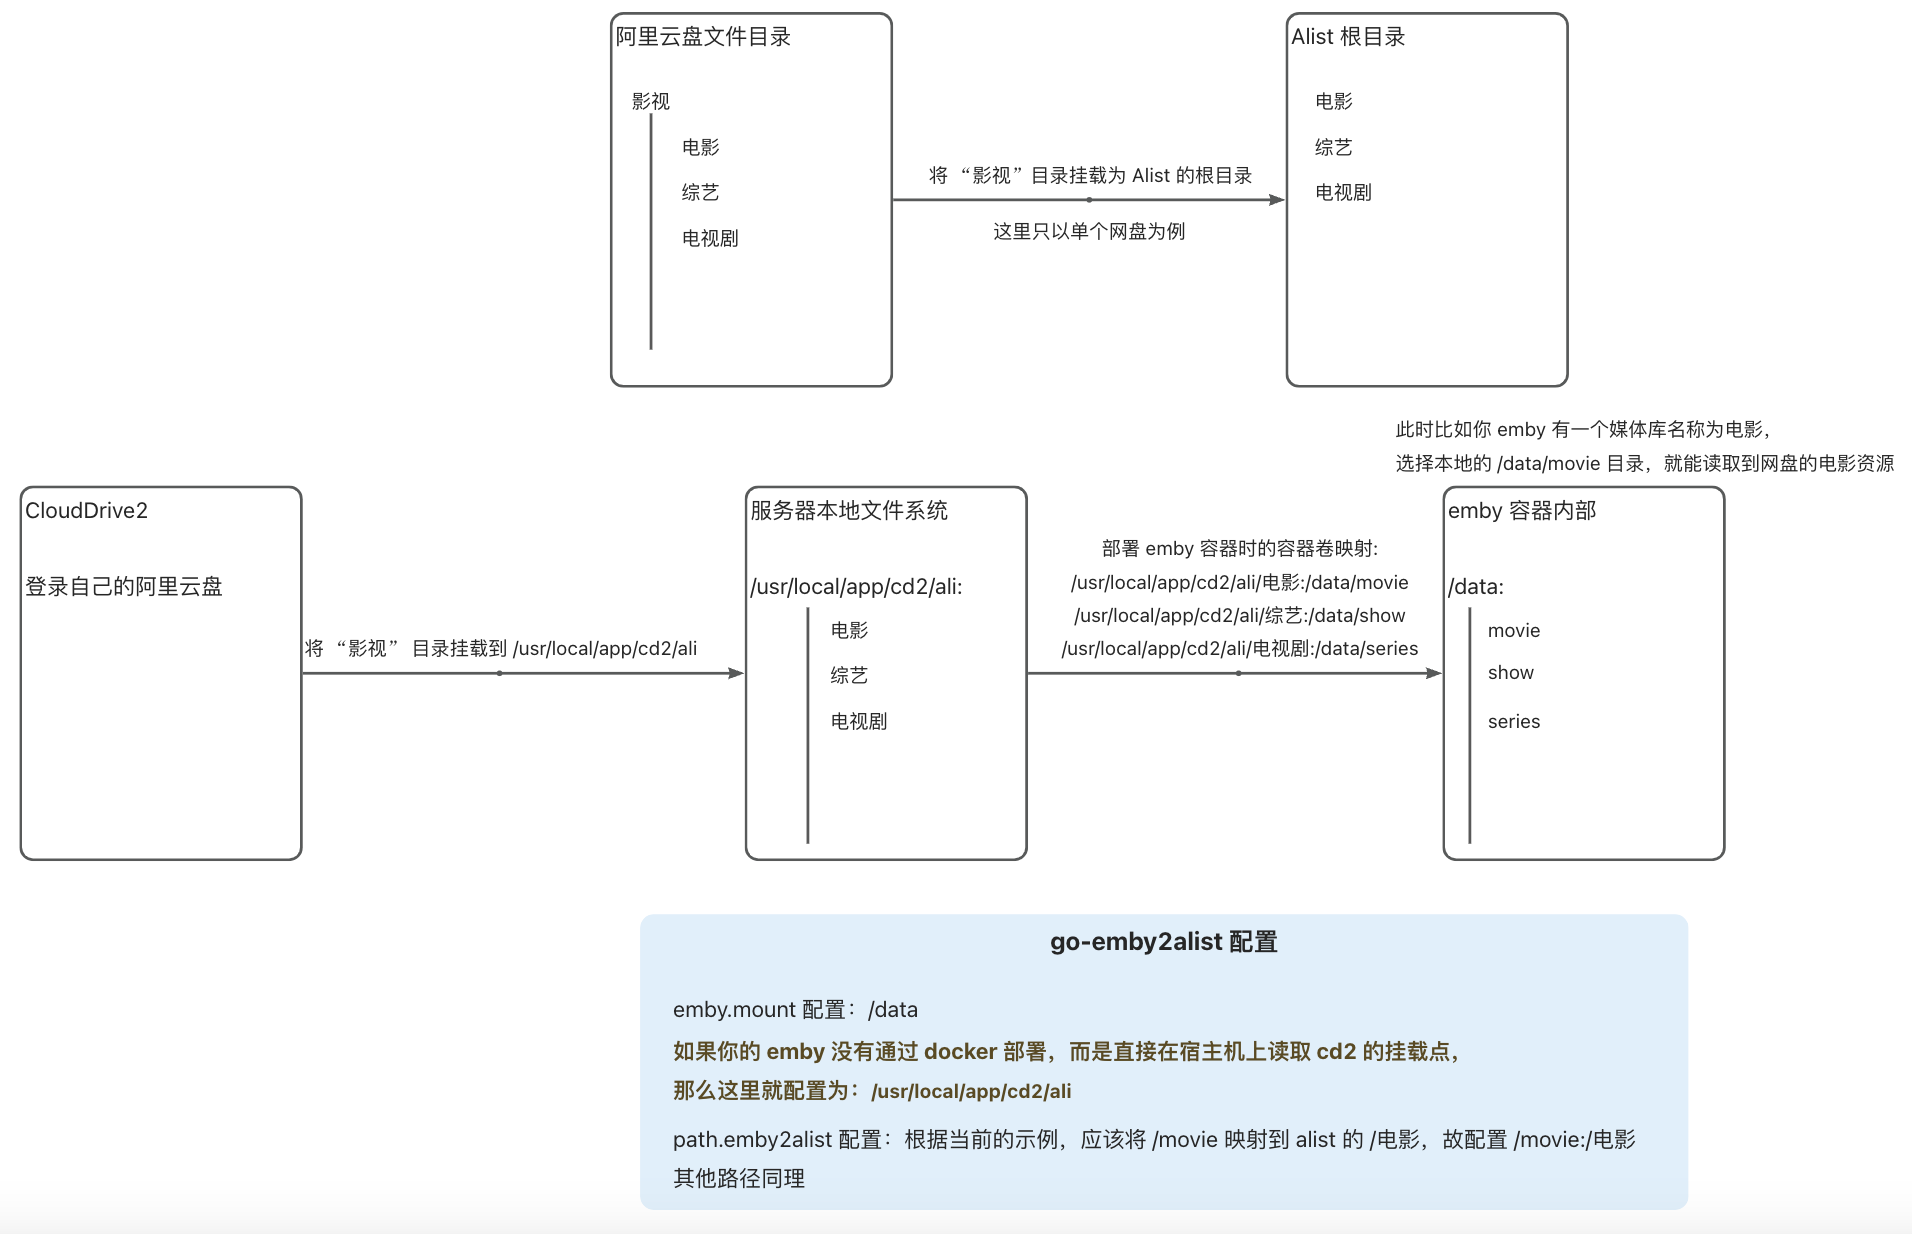 阿里云盘文件目录
影视
电影
综艺
电视剧
将 “影视” 目录挂载为 Alist 的根目录
这里只以单个网盘为例
Alist 根目录
电影
综艺
电视剧
此时比如你 emby 有一个媒体库名称为电影，
选择本地的 /data/movie 目录，就能读取到网盘的电影资源
CloudDrive2
登录自己的阿里云盘
将 “影视” 目录挂载到 /usr/local/app/cd2/ali
服务器本地文件系统
/usr/local/app/cd2/ali:
电影
综艺
电视剧
部署 emby 容器时的容器卷映射:
/usr/local/app/cd2/ali/电影:/data/movie
/usr/local/app/cd2/ali/综艺:/data/show
/usr/local/app/cd2/ali/电视剧:/data/series
emby 容器内部
/data:
movie
show
series
go-emby2alist 配置
emby.mount 配置：/data
如果你的 emby 没有通过 docker 部署，而是直接在宿主机上读取 cd2 的挂载点，
那么这里就配置为：/usr/local/app/cd2/ali
path.emby2alist 配置：根据当前的示例，应该将 /movie 映射到 alist 的 /电影，故配置 /movie:/电影
其他路径同理